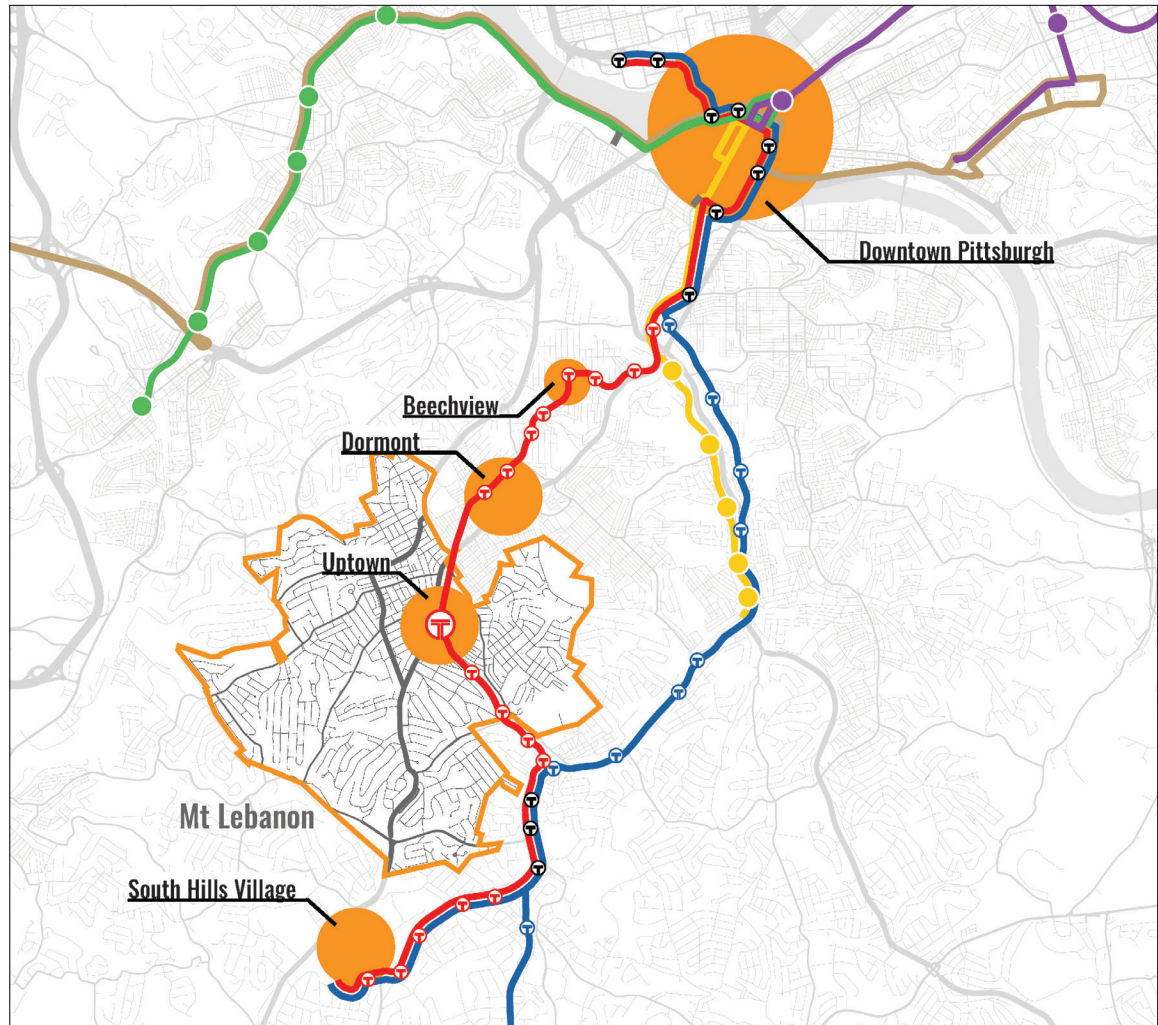 Downtown Pittsburgh
Beechview
Dormont
Uptown
Mt Lebanon
South Hills Village